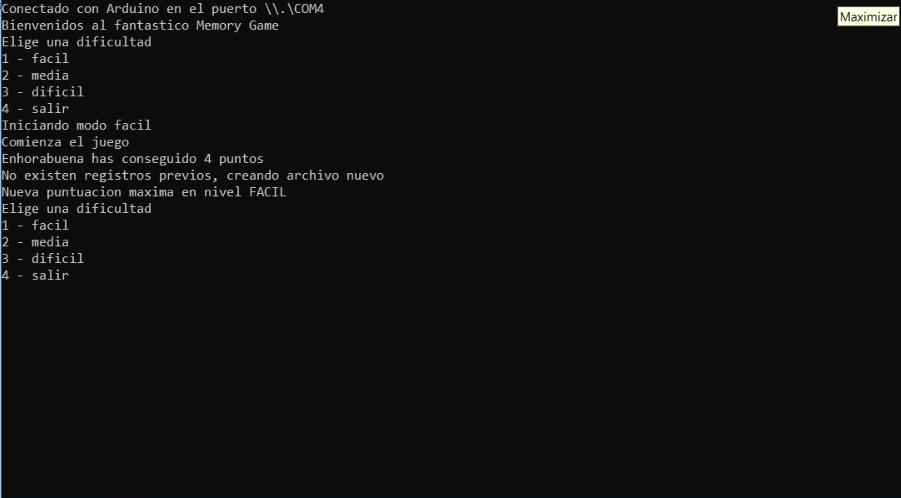 Conectado con Arduino en el puerto \\.\COM4
Maximizar
Bienvenidos al fantastico Memory Game
Elige una dificultad
1 - facil
2 - media
3 - dificil
4 - salir
Iniciando modo facil
Comienza el juego
Enhorabuena has conseguido 4 puntos
No existen registros previos, creando archivo nuevo
Nueva puntuacion maxima en nivel FACIL
Elige una dificultad
1 - facil
2 - media
3 - dificil
4 - salir